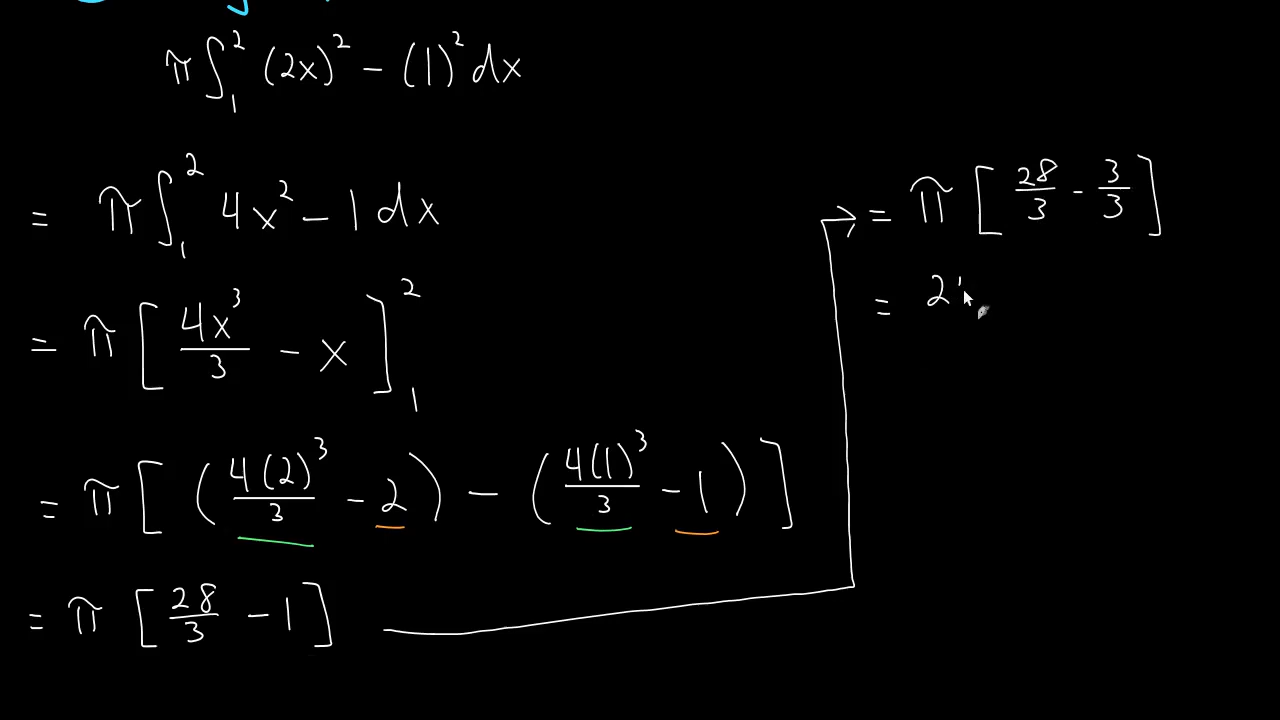 π∫₁² (2x)² − (1)² dx
= π∫₁² 4x² − 1 dx
= π[4x³/3 − x]₁²
= π[(4(2)³/3 − 2) − (4(1)³/3 − 1)]
= π[28/3 − 1]
= π[28/3 − 3/3]
= 2